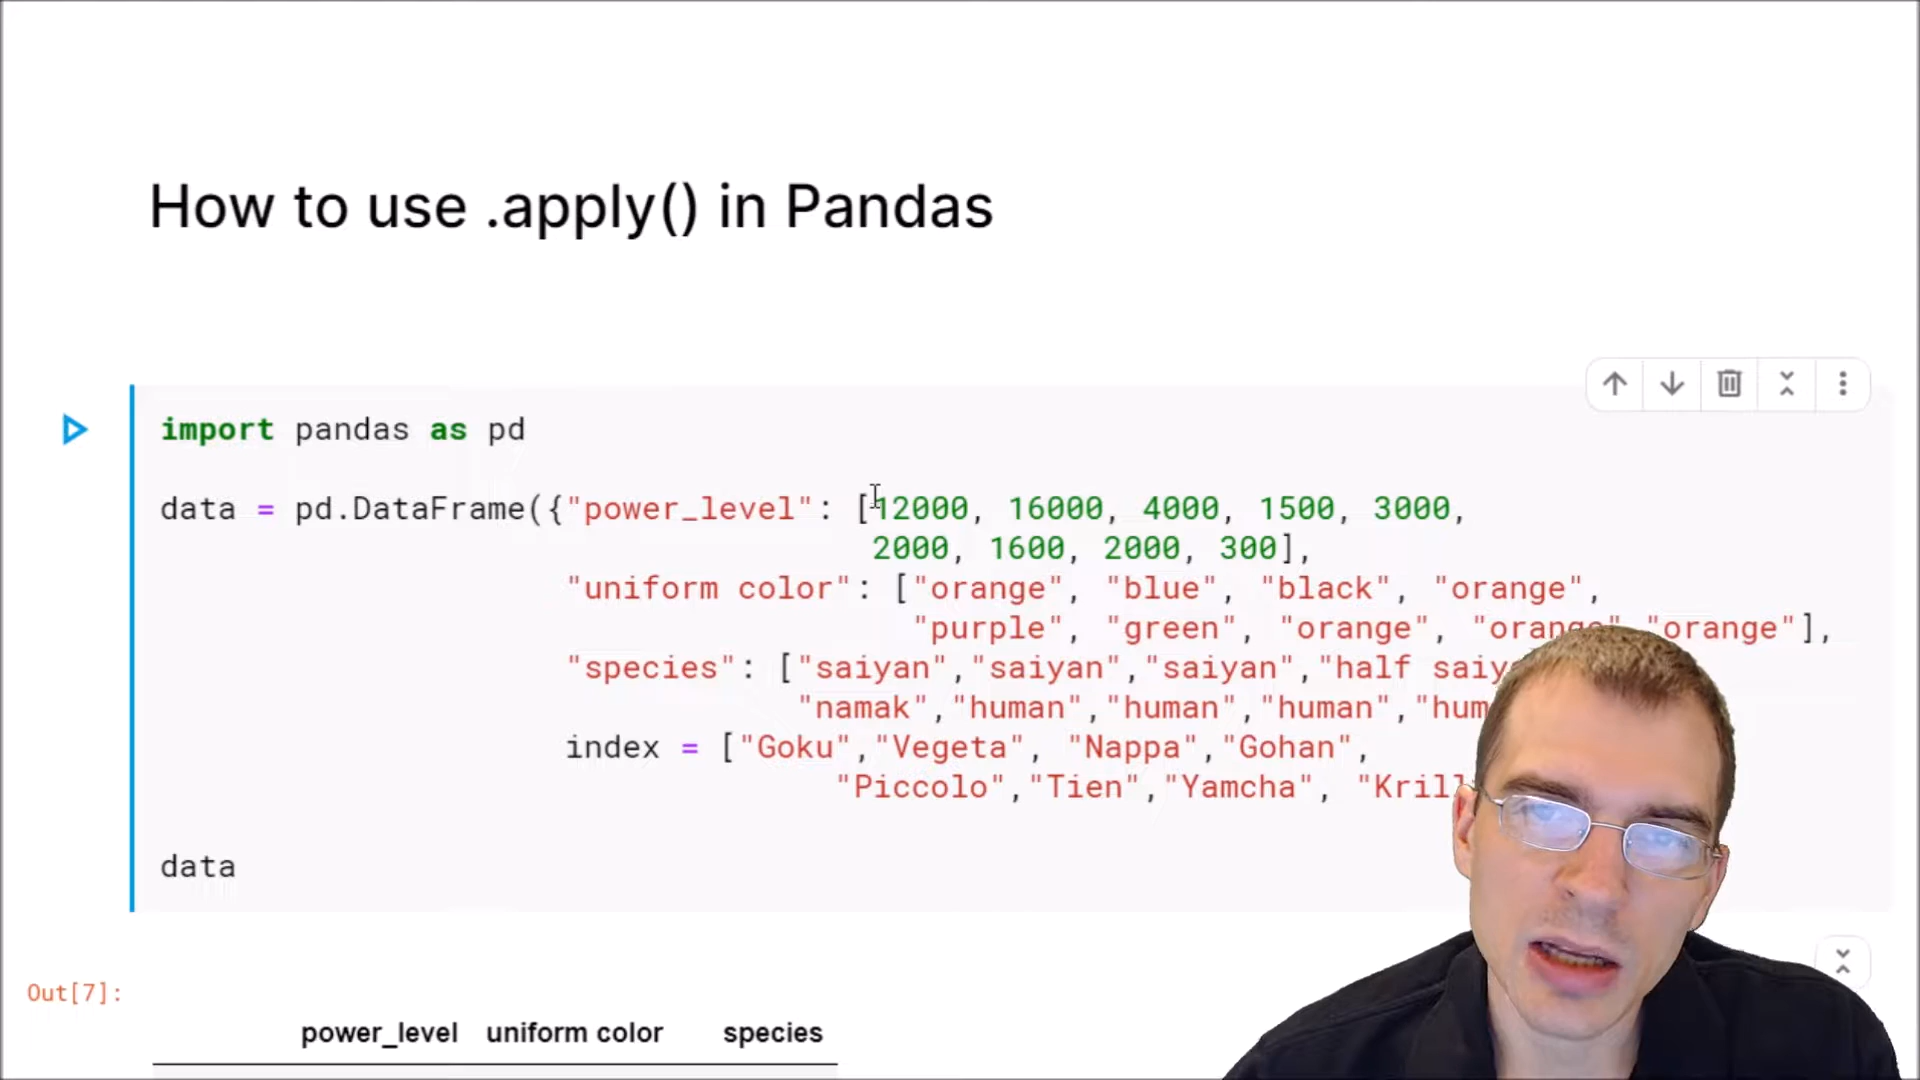 How to use .apply() in Pandas
import pandas as pd
data = pd.DataFrame({"power_level": [12000, 16000, 4000, 1500, 3000,
2000, 1600, 2000, 300],
"uniform color": ["orange", "blue", "black", "orange",
"purple", "green", "orange", "orange", "orange"],
"species": ["saiyan","saiyan","saiyan","half
"namak","human","human","human",
index = ["Goku","Vegeta", "Nappa","Gohan",
"Piccolo","Tien","Yamcha",
data
Out[7]:
power_level uniform color species